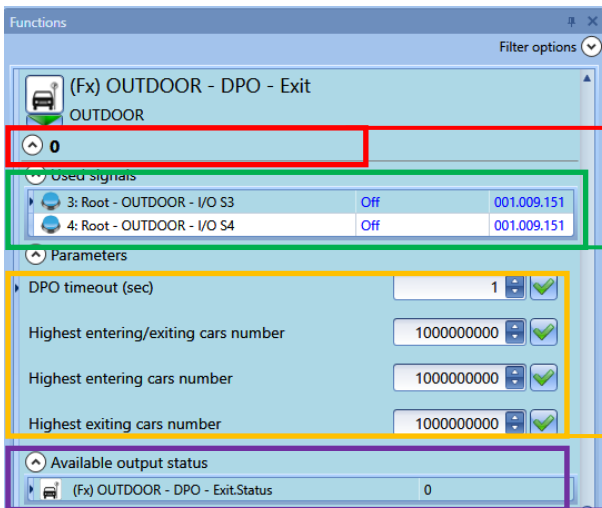 Functions
Filter options
(Fx) OUTDOOR - DPO - Exit
OUTDOOR
0
Used signals
3: Root - OUTDOOR - I/O S3 Off 001.009.151
4: Root - OUTDOOR - I/O S4 Off 001.009.151
Parameters
DPO timeout (sec) 1
Highest entering/exiting cars number 1000000000
Highest entering cars number 1000000000
Highest exiting cars number 1000000000
Available output status
(Fx) OUTDOOR - DPO - Exit.Status 0